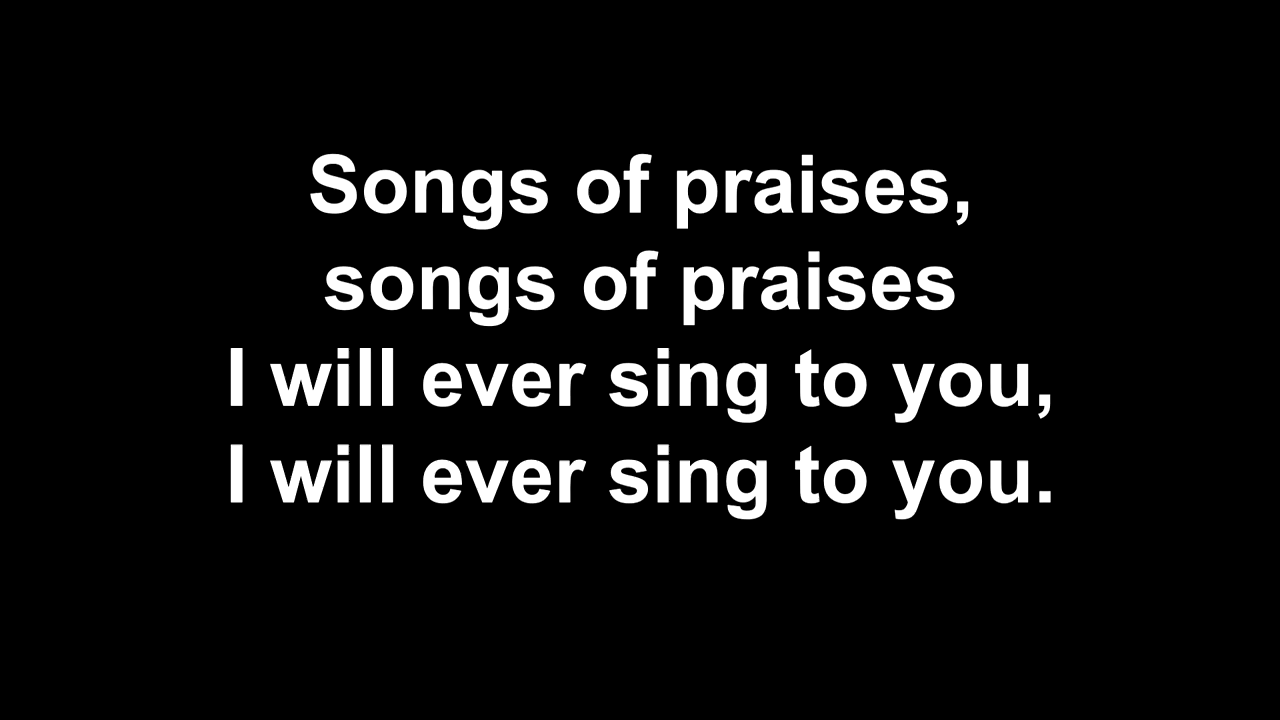 Songs of praises,
songs of praises
I will ever sing to you,
I will ever sing to you.